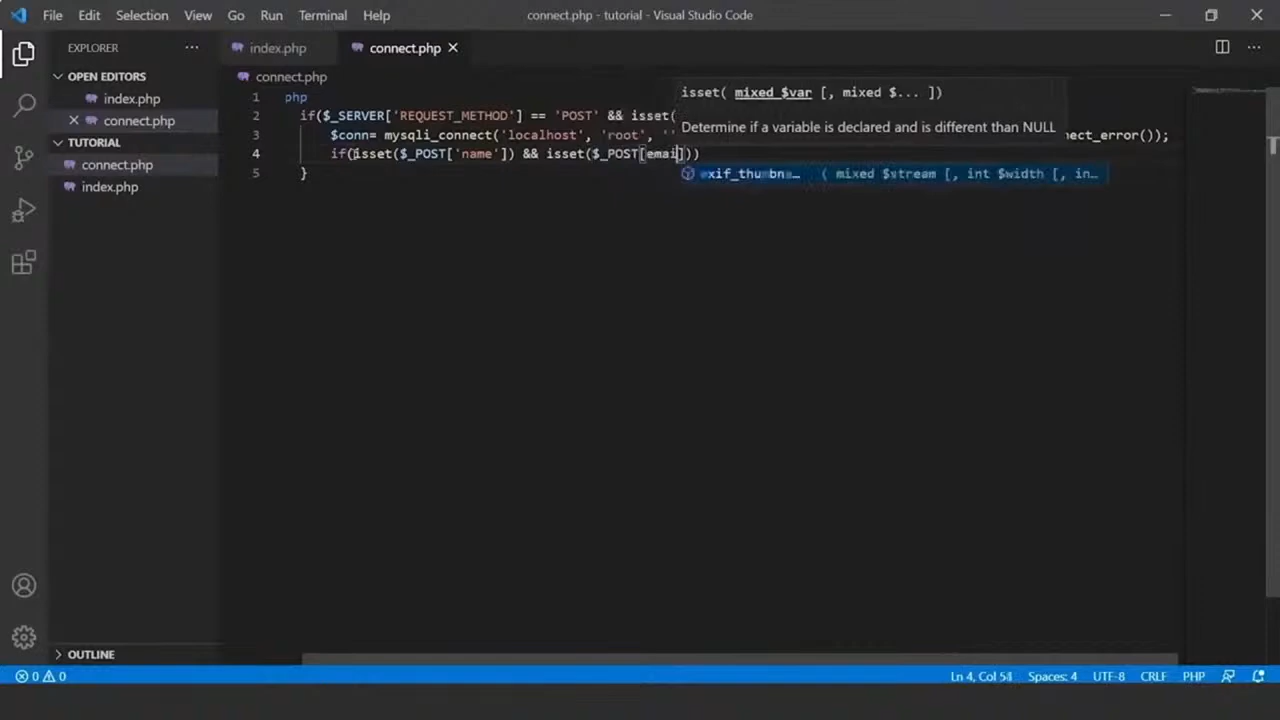 File Edit Selection View Go Run Terminal Help
connect.php - tutorial - Visual Studio Code
EXPLORER
index.php connect.php
OPEN EDITORS
index.php
connect.php
TUTORIAL
connect.php
index.php
connect.php
1 php
2 if($_SERVER['REQUEST_METHOD'] == 'POST' && isset(
3 $conn= mysqli_connect('localhost', 'root', '' nect_error());
4 if(isset($_POST['name']) && isset($_POST[emai]))
5 }
isset( mixed $var [, mixed $... ])
Determine if a variable is declared and is different than NULL
exif_thumbn… ( mixed $stream [, int $width [, in…
OUTLINE
0 0
Ln 4, Col Spaces: 4 UTF-8 CRLF PHP